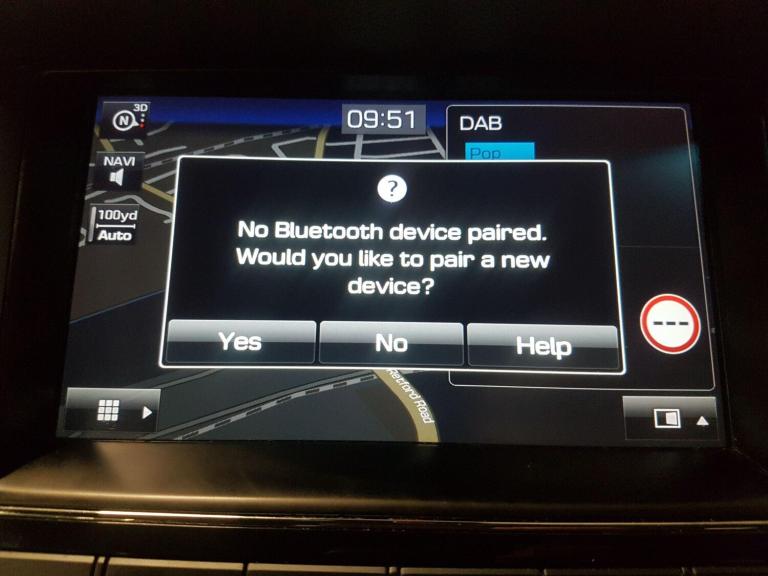 3D
N
09:51
DAB
Pop
NAVI
100yd
Auto
?
No Bluetooth device paired.
Would you like to pair a new
device?
Yes
No
Help
---
Retford Road